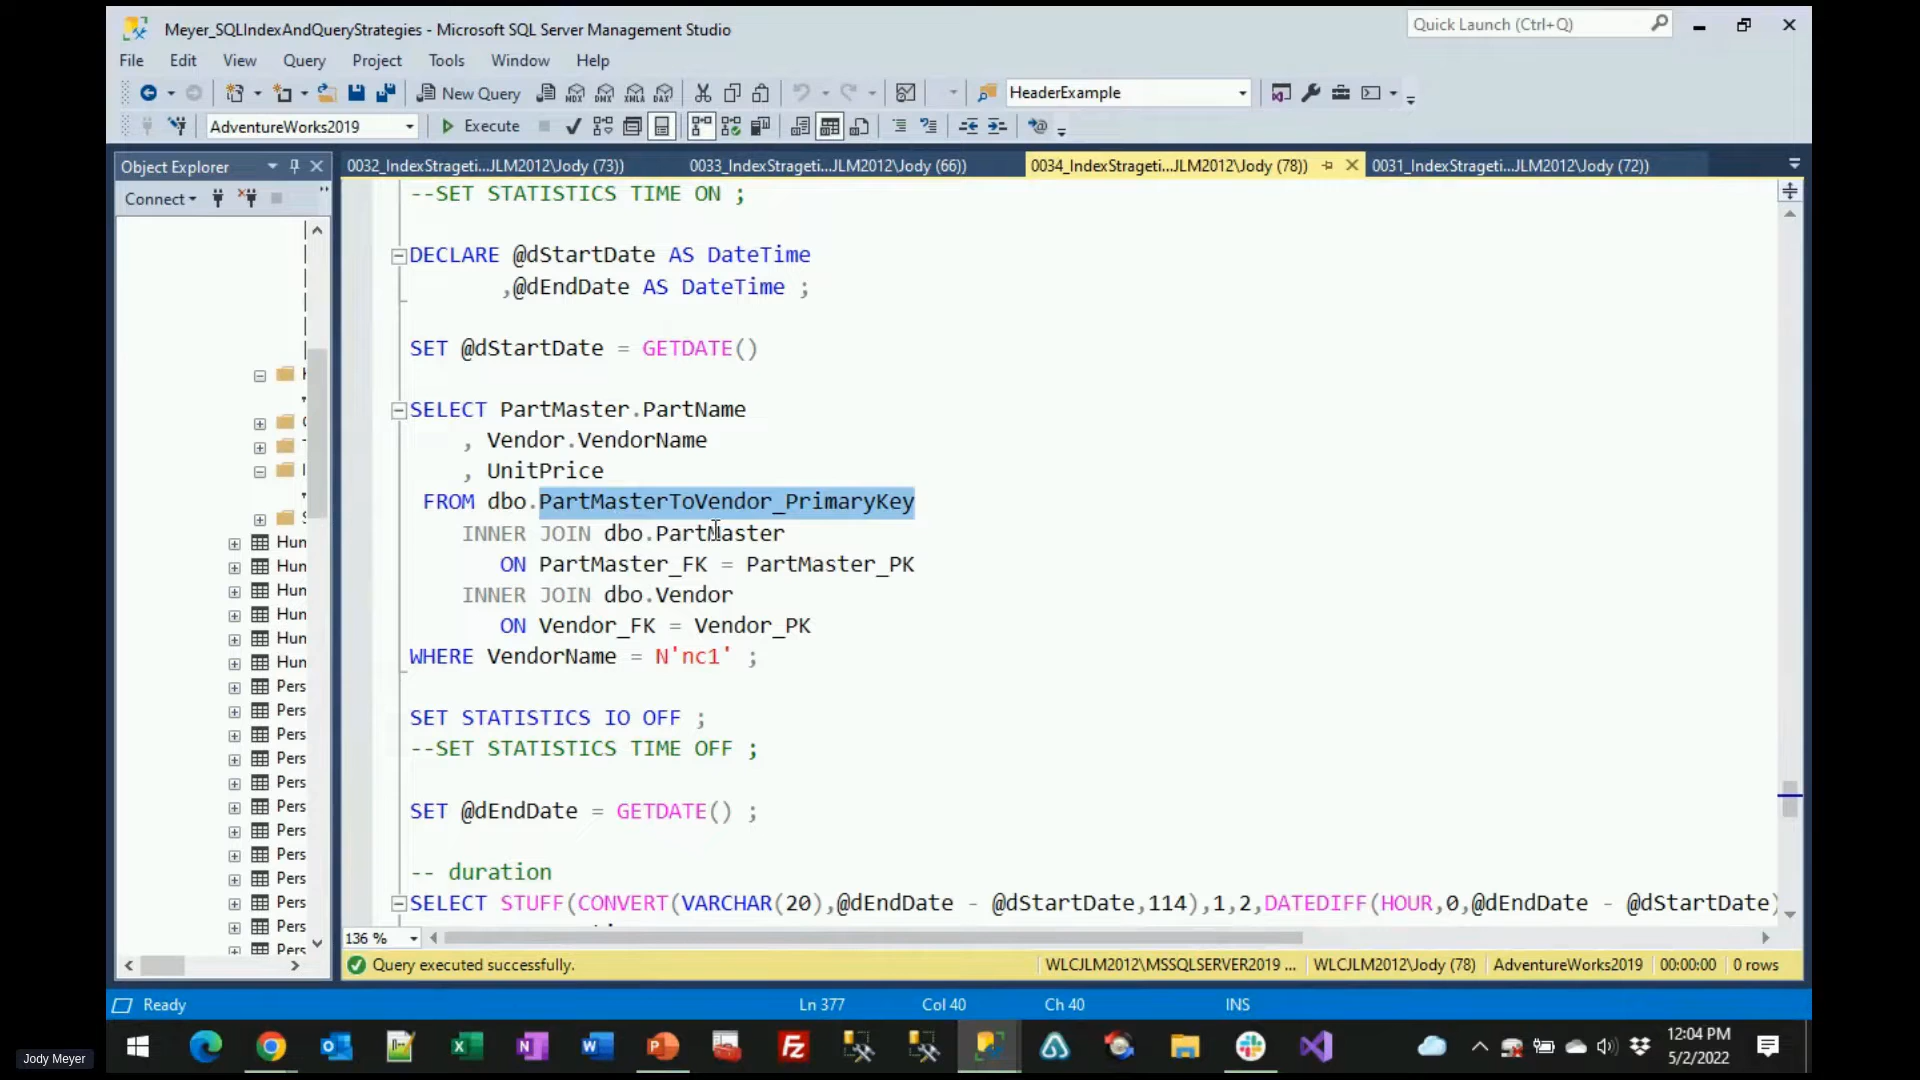 Meyer_SQLIndexAndQueryStrategies - Microsoft SQL Server Management Studio
Quick Launch (Ctrl+Q)
File Edit View Query Project Tools Window Help
New Query
HeaderExample
AdventureWorks2019
Execute
Object Explorer
0032_IndexStrageti...JLM2012\Jody (73))
0033_IndexStrageti...JLM2012\Jody (66))
0034_IndexStrageti...JLM2012\Jody (78))
0031_IndexStrageti...JLM2012\Jody (72))
Connect
--SET STATISTICS TIME ON ;
DECLARE @dStartDate AS DateTime
,@dEndDate AS DateTime ;
SET @dStartDate = GETDATE()
SELECT PartMaster.PartName
, Vendor.VendorName
, UnitPrice
FROM dbo.PartMasterToVendor_PrimaryKey
INNER JOIN dbo.PartMaster
ON PartMaster_FK = PartMaster_PK
INNER JOIN dbo.Vendor
ON Vendor_FK = Vendor_PK
WHERE VendorName = N'nc1' ;
SET STATISTICS IO OFF ;
--SET STATISTICS TIME OFF ;
SET @dEndDate = GETDATE() ;
-- duration
SELECT STUFF(CONVERT(VARCHAR(20),@dEndDate - @dStartDate,114),1,2,DATEDIFF(HOUR,0,@dEndDate - @dStartDate)
Hun
Hun
Hun
Hun
Hun
Hun
Pers
Pers
Pers
Pers
Pers
Pers
Pers
Pers
Pers
Pers
Pers
Pers
136 %
Query executed successfully.
WLCJLM2012\MSSQLSERVER2019 ...
WLCJLM2012\Jody (78)
AdventureWorks2019
00:00:00
0 rows
Ready
Ln 377
Col 40
Ch 40
INS
Jody Meyer
12:04 PM
5/2/2022